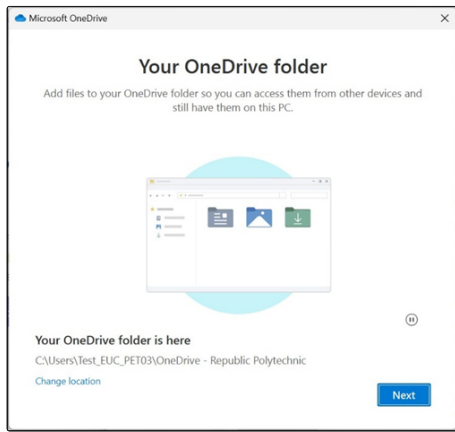 Microsoft OneDrive
Your OneDrive folder
Add files to your OneDrive folder so you can access them from other devices and
still have them on this PC.
Your OneDrive folder is here
C:\Users\Test_EUC_PET03\OneDrive - Republic Polytechnic
Change location
Next